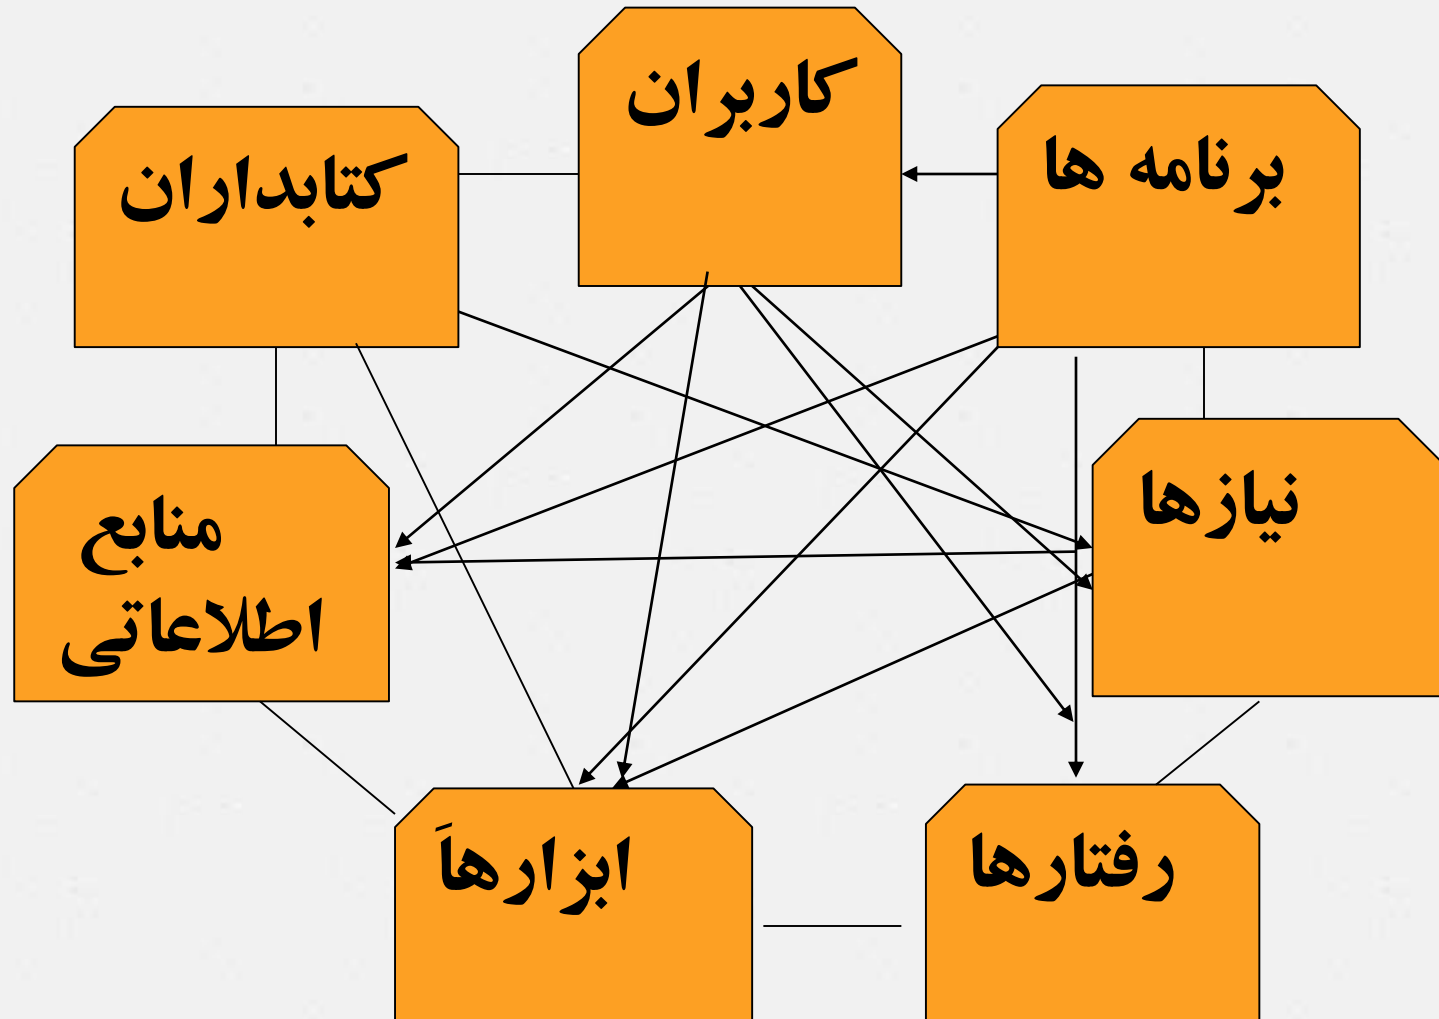 کاربران
برنامه ها
کتابداران
نیازها
منابع
اطلاعاتی
رفتارها
ابزارهاَ